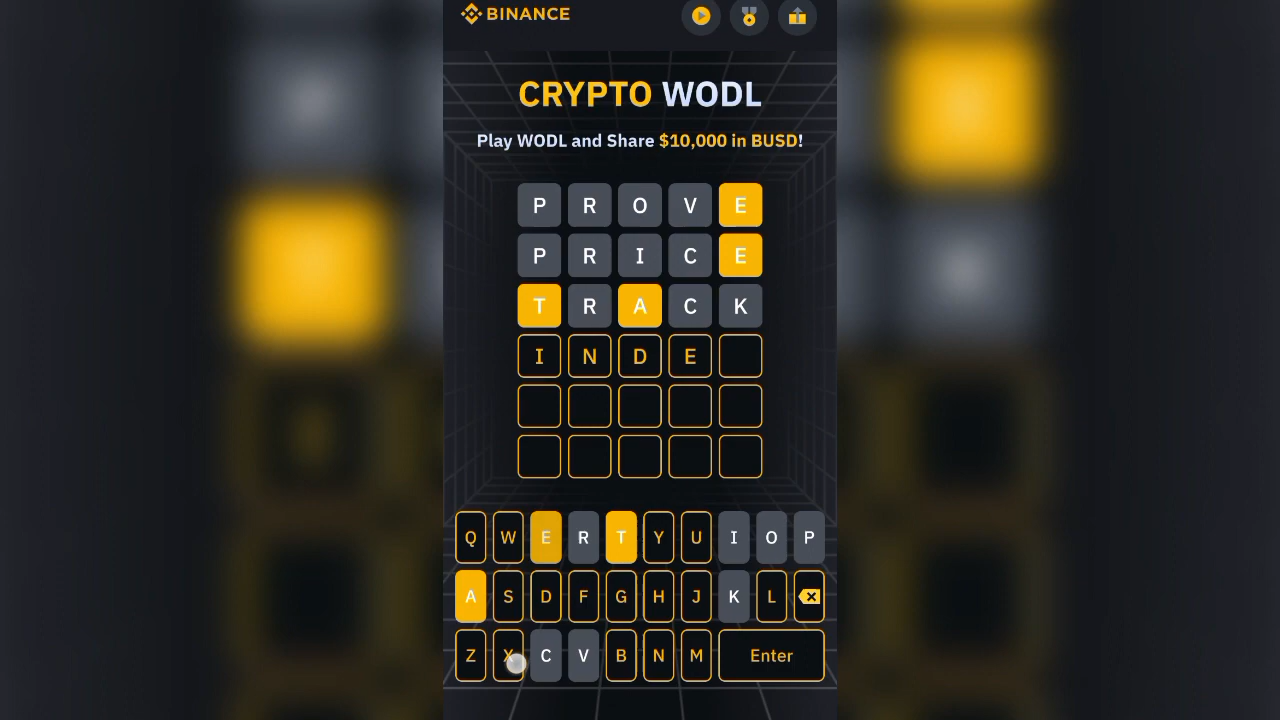 BINANCE
CRYPTO WODL
Play WODL and Share $10,000 in BUSD!
P R O V E
P R I C E
T R A C K
I N D E
Q W E R T Y U I O P
A S D F G H J K L
Z X C V B N M Enter